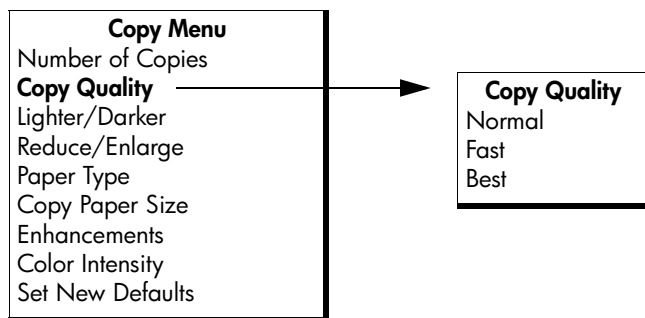 Copy Menu
Number of Copies
Copy Quality
Lighter/Darker
Reduce/Enlarge
Paper Type
Copy Paper Size
Enhancements
Color Intensity
Set New Defaults
Copy Quality
Normal
Fast
Best